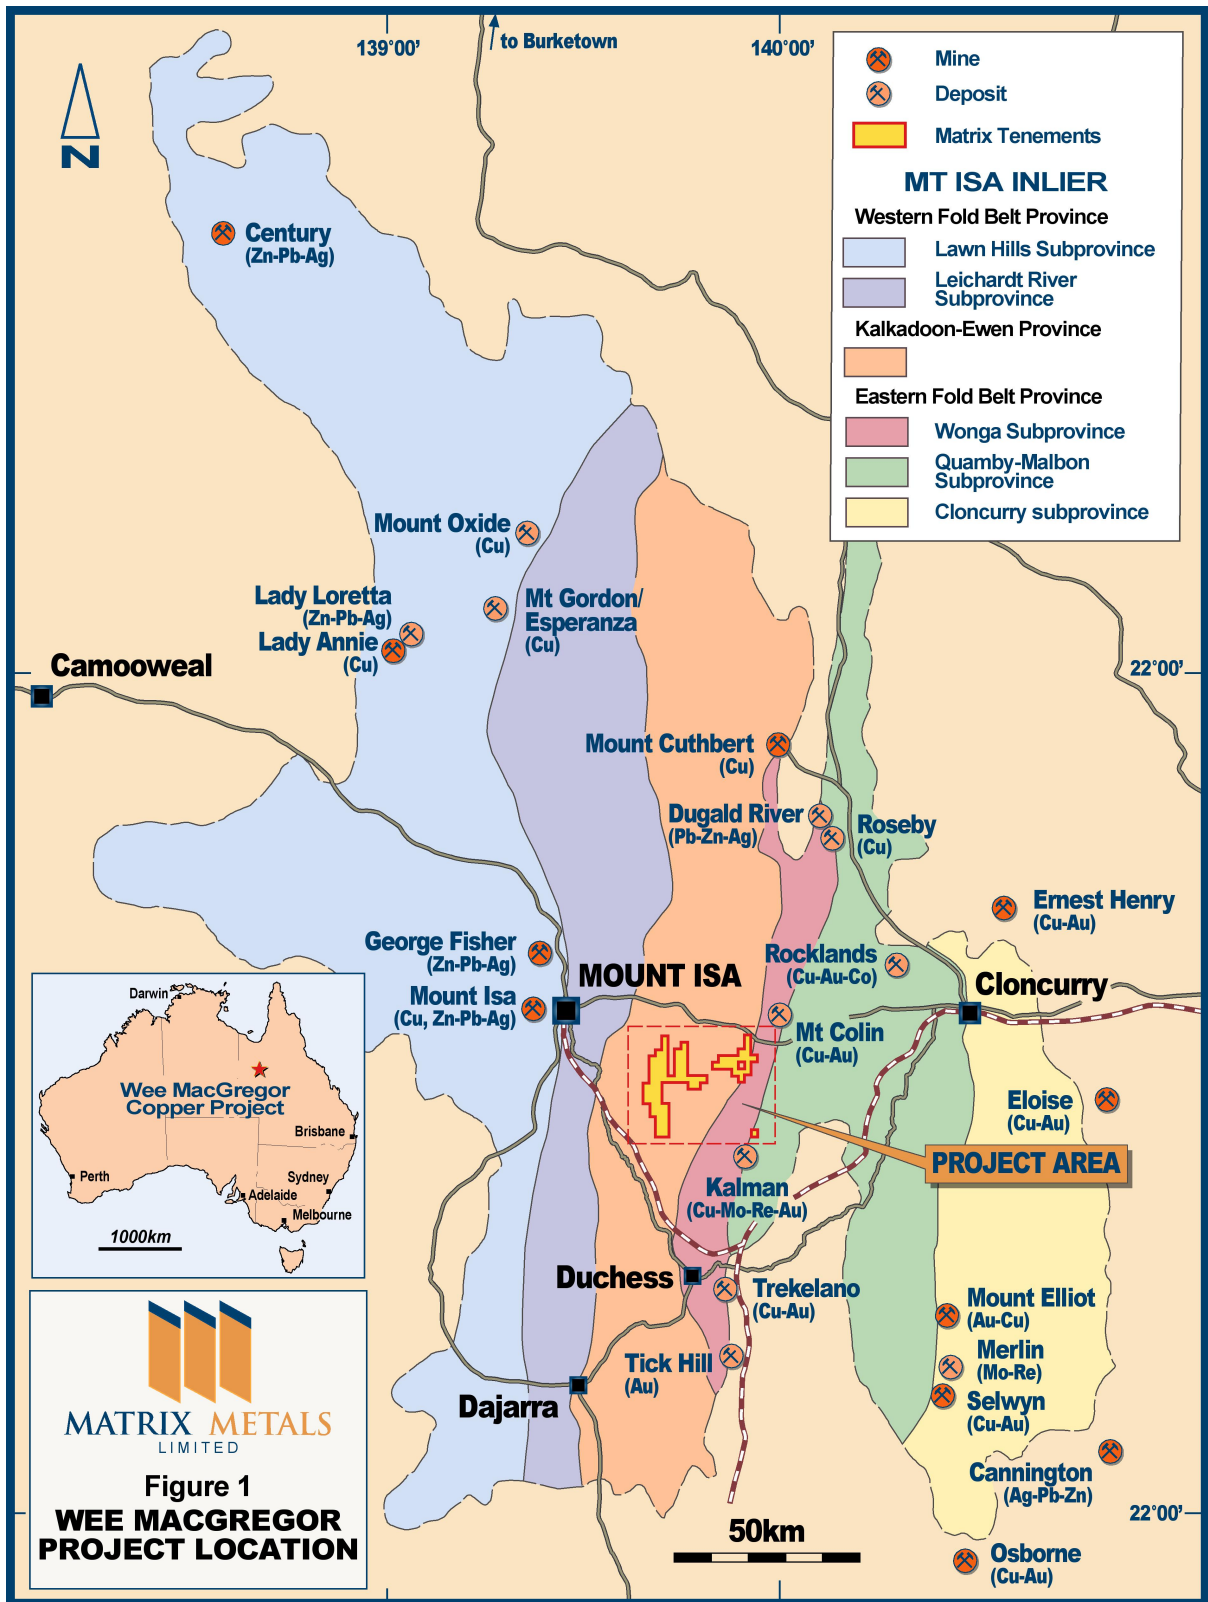 139°00'
to Burketown
140°00'
N
Mine
Deposit
Matrix Tenements
MT ISA INLIER
Western Fold Belt Province
Lawn Hills Subprovince
Leichardt River
Subprovince
Kalkadoon-Ewen Province
Eastern Fold Belt Province
Wonga Subprovince
Quamby-Malbon
Subprovince
Cloncurry subprovince
Century
(Zn-Pb-Ag)
Mount Oxide
(Cu)
Lady Loretta
(Zn-Pb-Ag)
Lady Annie
(Cu)
Mt Gordon/
Esperanza
(Cu)
Camooweal
22°00'
Mount Cuthbert
(Cu)
Dugald River
(Pb-Zn-Ag)
Roseby
(Cu)
Ernest Henry
(Cu-Au)
George Fisher
(Zn-Pb-Ag)
MOUNT ISA
Rocklands
(Cu-Au-Co)
Cloncurry
Mount Isa
(Cu, Zn-Pb-Ag)
Mt Colin
(Cu-Au)
Eloise
(Cu-Au)
PROJECT AREA
Kalman
(Cu-Mo-Re-Au)
Duchess
Trekelano
(Cu-Au)
Mount Elliot
(Au-Cu)
Merlin
(Mo-Re)
Tick Hill
(Au)
Selwyn
(Cu-Au)
Dajarra
Cannington
(Ag-Pb-Zn)
22°00'
50km
Osborne
(Cu-Au)
Darwin
Wee MacGregor
Copper Project
Brisbane
Perth
Sydney
Adelaide
Melbourne
1000km
MATRIX METALS
LIMITED
Figure 1
WEE MACGREGOR
PROJECT LOCATION